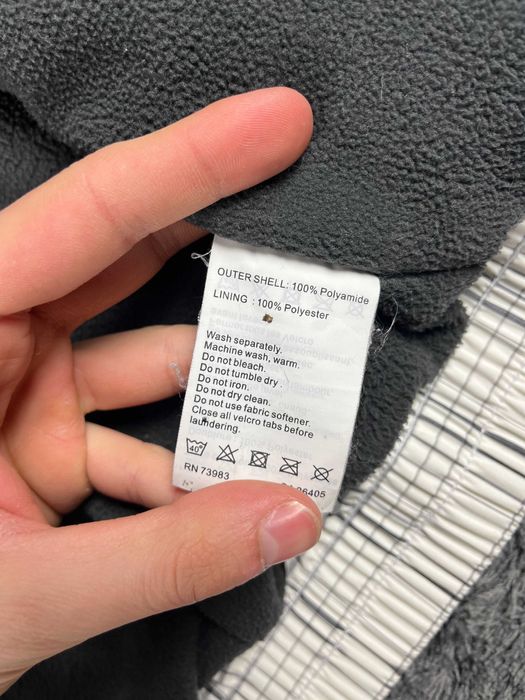 OUTER SHELL: 100% Polyamide
LINING : 100% Polyester
Wash separately.
Machine wash, warm.
Do not bleach.
Do not tumble dry .
Do not iron.
Do not dry clean.
Do not use fabric softener.
Close all velcro tabs before
laundering.
40°
RN 73983 26405